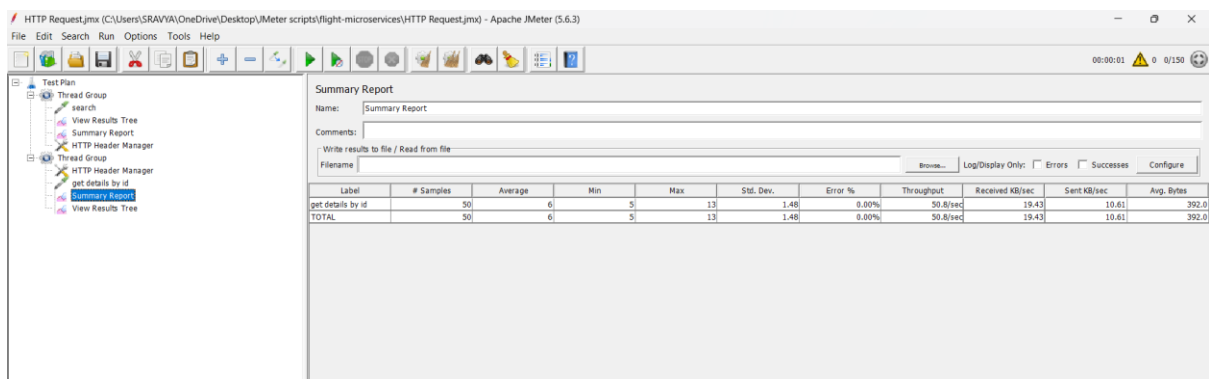 HTTP Request.jmx (C:\Users\SRAVYA\OneDrive\Desktop\JMeter scripts\flight-microservices\HTTP Request.jmx) - Apache JMeter (5.6.3)
File Edit Search Run Options Tools Help
00:00:01 0 0/150
Test Plan
Thread Group
search
View Results Tree
Summary Report
HTTP Header Manager
Thread Group
HTTP Header Manager
get details by id
Summary Report
View Results Tree
Summary Report
Name: Summary Report
Comments:
Write results to file / Read from file
Filename Browse... Log/Display Only: Errors Successes Configure
Label # Samples Average Min Max Std. Dev. Error % Throughput Received KB/sec Sent KB/sec Avg. Bytes
get details by id 50 6 5 13 1.48 0.00% 50.8/sec 19.43 10.61 392.0
TOTAL 50 6 5 13 1.48 0.00% 50.8/sec 19.43 10.61 392.0